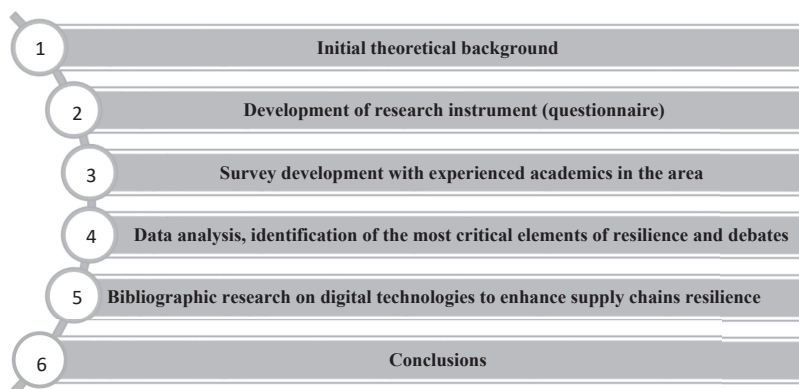 1 Initial theoretical background
2 Development of research instrument (questionnaire)
3 Survey development with experienced academics in the area
4 Data analysis, identification of the most critical elements of resilience and debates
5 Bibliographic research on digital technologies to enhance supply chains resilience
6 Conclusions